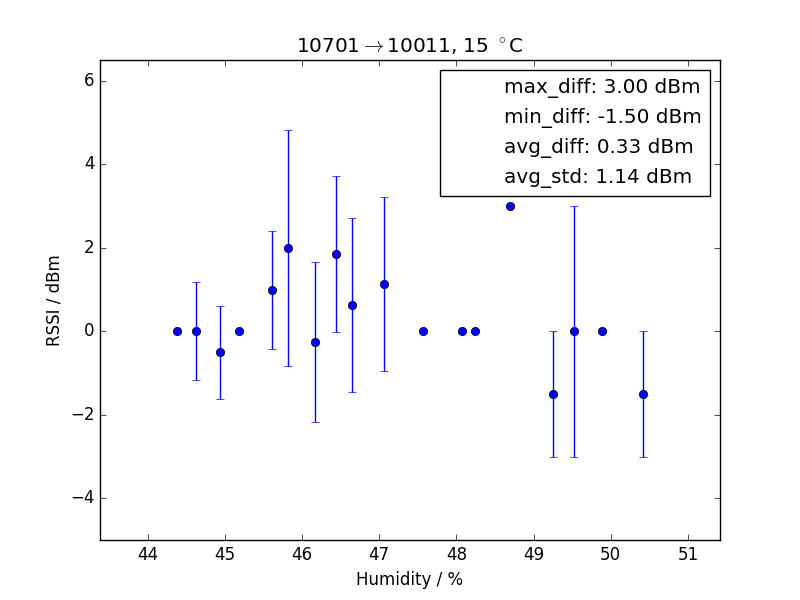 10701→10011, 15 °C
max_diff: 3.00 dBm
min_diff: -1.50 dBm
avg_diff: 0.33 dBm
avg_std: 1.14 dBm
RSSI / dBm
6
4
2
0
−2
−4
44 45 46 47 48 49 50 51
Humidity / %